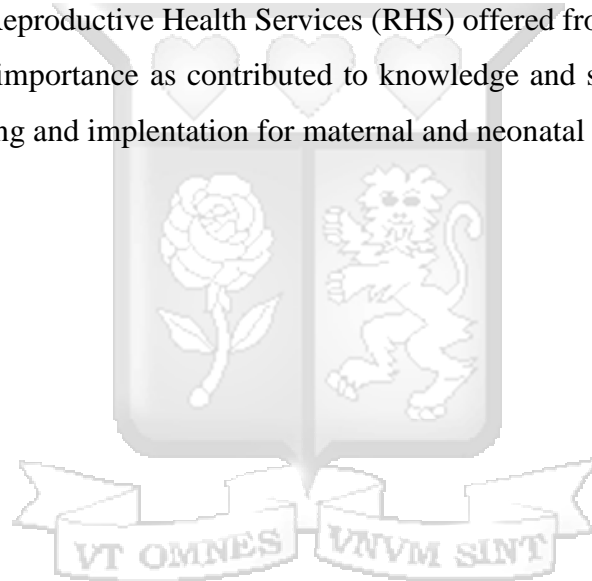 Reproductive Health Services (RHS) offered fro
importance as contributed to knowledge and s
ng and implentation for maternal and neonatal
VT OMNES VNVM SINT